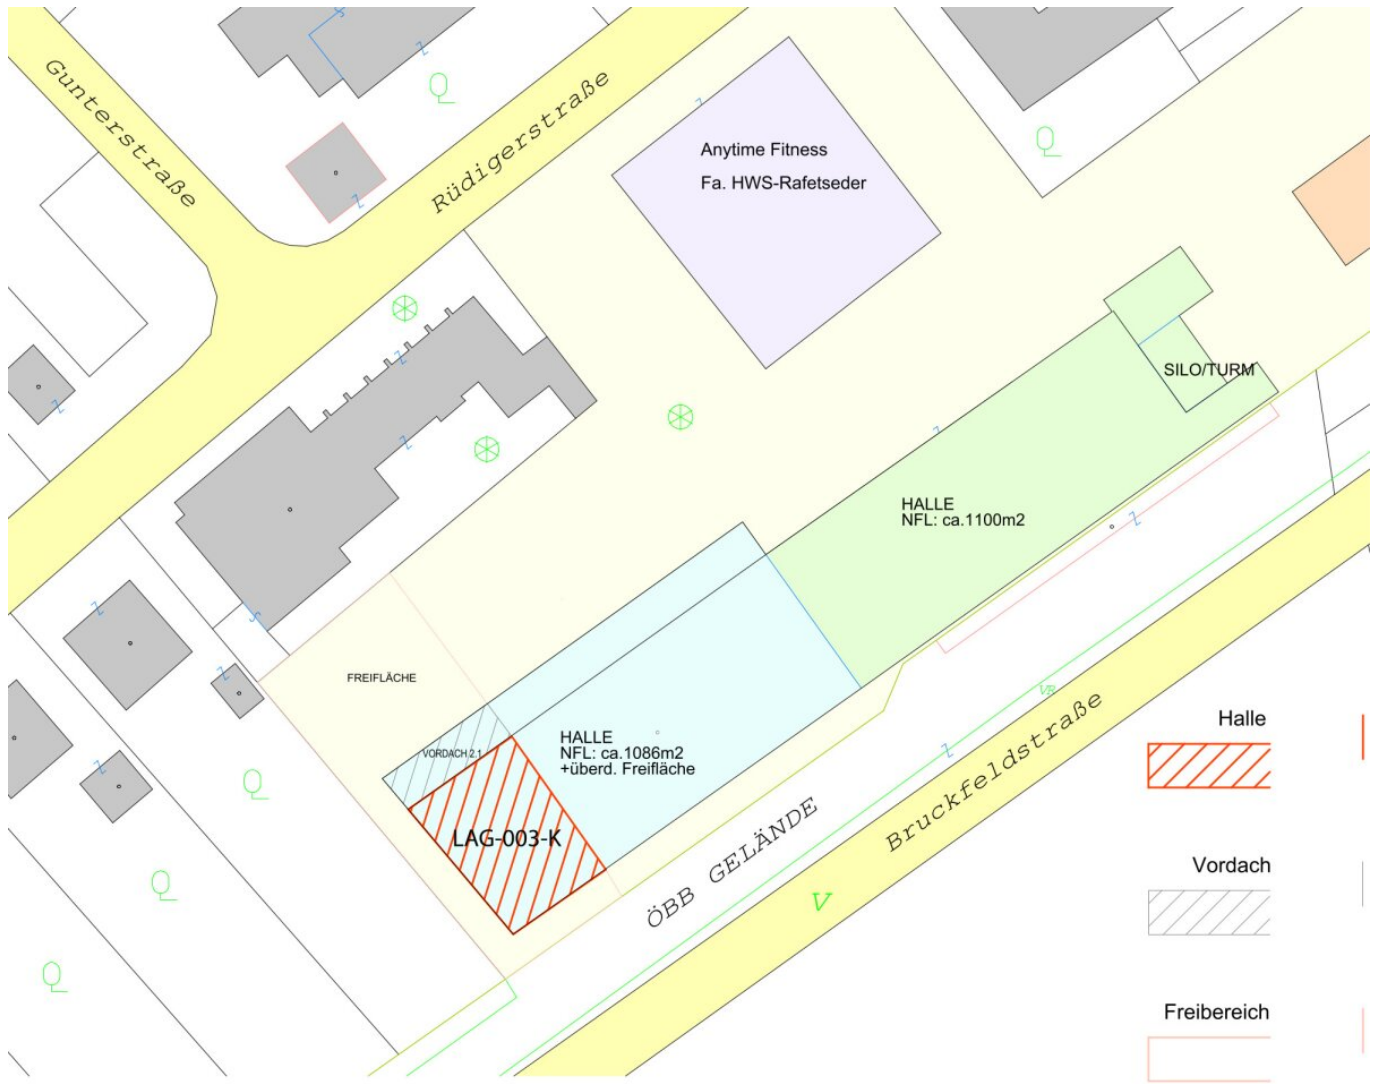 Gunterstraße
Rüdigerstraße
Anytime Fitness
Fa. HWS-Rafetseder
SILO/TURM
HALLE
NFL: ca.1100m2
FREIFLÄCHE
VORDACH 2.1
HALLE
NFL: ca.1086m2
+überd. Freifläche
LAG-003-K
ÖBB GELÄNDE
Bruckfeldstraße
VR
V
Halle
Vordach
Freibereich